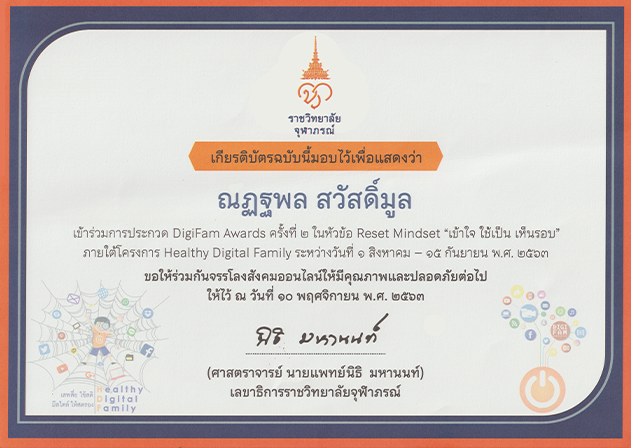 ราชวิทยาลัย
จุฬาภรณ์
เกียรติบัตรฉบับนี้มอบไว้เพื่อแสดงว่า
ณฏฐพล สวัสดิ์มูล
เข้าร่วมการประกวด DigiFam Awards ครั้งที่ ๒ ในหัวข้อ Reset Mindset “เข้าใจ ใช้เป็น เห็นรอบ”
ภายใต้โครงการ Healthy Digital Family ระหว่างวันที่ ๑ สิงหาคม – ๑๕ กันยายน พ.ศ. ๒๕๖๓
ขอให้ร่วมกันจรรโลงสังคมออนไลน์ให้มีคุณภาพและปลอดภัยต่อไป
ให้ไว้ ณ วันที่ ๑๐ พฤศจิกายน พ.ศ. ๒๕๖๓
นิธิ มหานนท์
(ศาสตราจารย์ นายแพทย์นิธิ มหานนท์)
เลขาธิการราชวิทยาลัยจุฬาภรณ์
Healthy
Digital
Family
DIGI
FAM